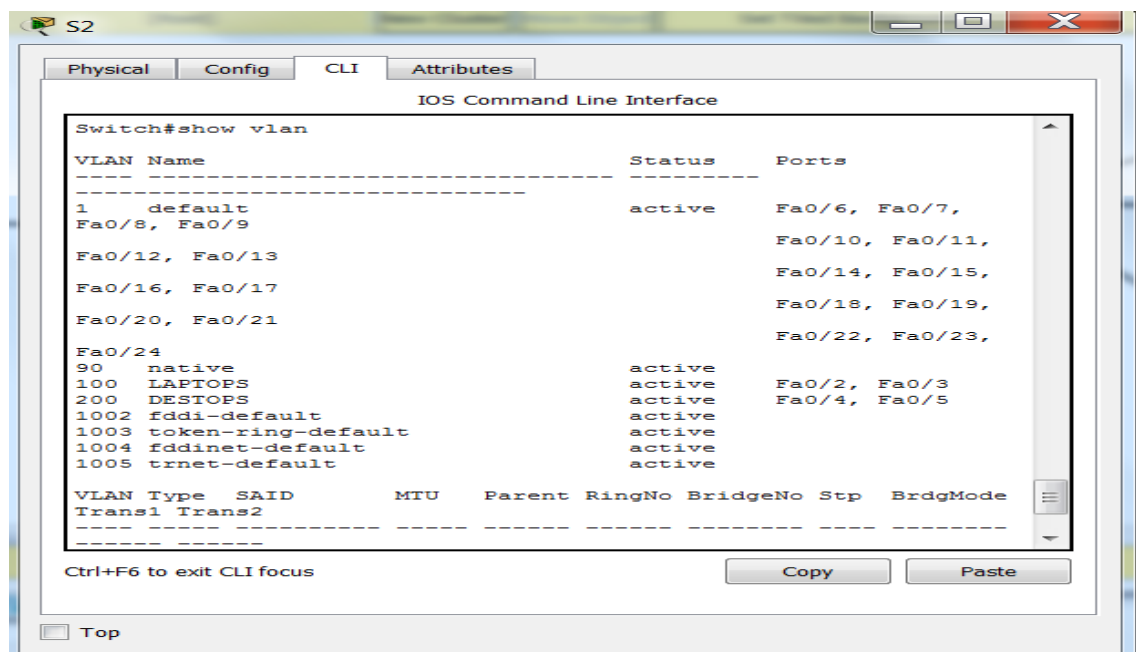 S2
Physical Config CLI Attributes
IOS Command Line Interface
Switch#show vlan
VLAN Name Status Ports
---- -------------------------------- ---------
-------------------------------
1 default active Fa0/6, Fa0/7,
Fa0/8, Fa0/9
Fa0/10, Fa0/11,
Fa0/12, Fa0/13
Fa0/14, Fa0/15,
Fa0/16, Fa0/17
Fa0/18, Fa0/19,
Fa0/20, Fa0/21
Fa0/22, Fa0/23,
Fa0/24
90 native active
100 LAPTOPS active Fa0/2, Fa0/3
200 DESTOPS active Fa0/4, Fa0/5
1002 fddi-default active
1003 token-ring-default active
1004 fddinet-default active
1005 trnet-default active
VLAN Type SAID MTU Parent RingNo BridgeNo Stp BrdgMode
Trans1 Trans2
---- ----- ---------- ----- ------ ------ -------- ---- --------
------ ------
Ctrl+F6 to exit CLI focus
Copy Paste
Top